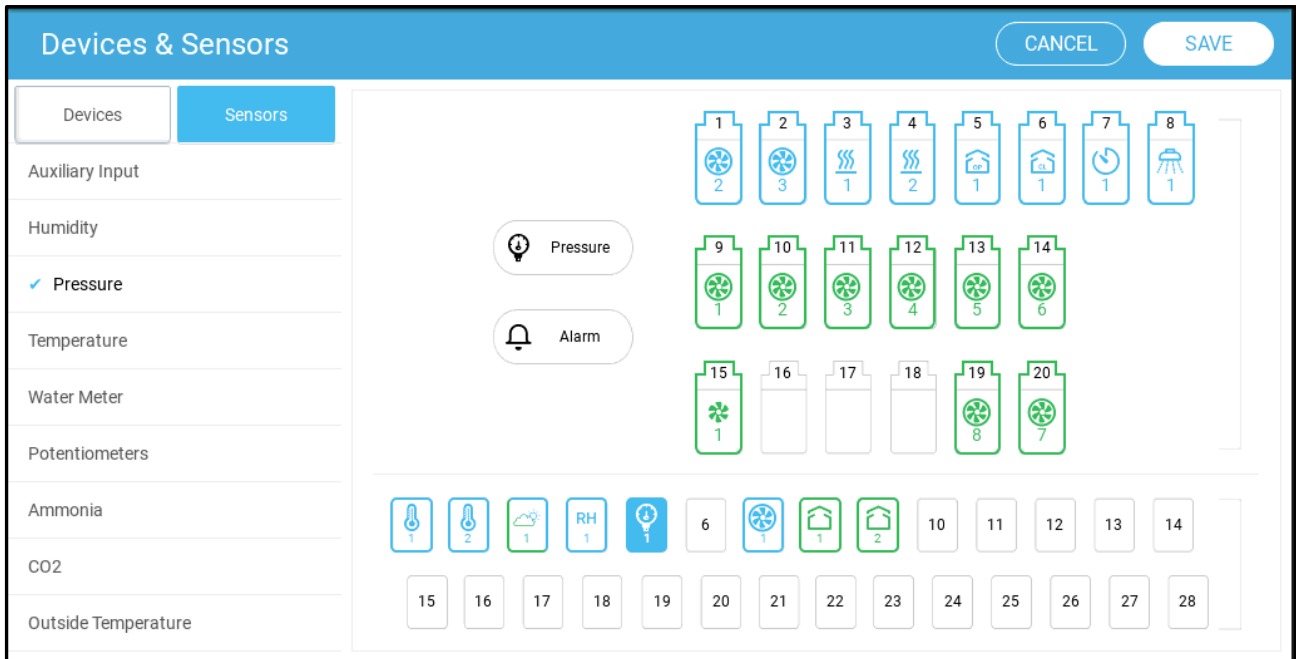 Devices & Sensors
CANCEL
SAVE
Devices
Sensors
Auxiliary Input
Humidity
Pressure
Temperature
Water Meter
Potentiometers
Ammonia
CO2
Outside Temperature
Pressure
Alarm
1 2 3 4 5 6 7 8
OP CL
2 3 1 2 1 1 1 1
9 10 11 12 13 14
1 2 3 4 5 6
15 16 17 18 19 20
1 8 7
RH 6 10 11 12 13 14
1 2 1 1 1 1 1 2
15 16 17 18 19 20 21 22 23 24 25 26 27 28